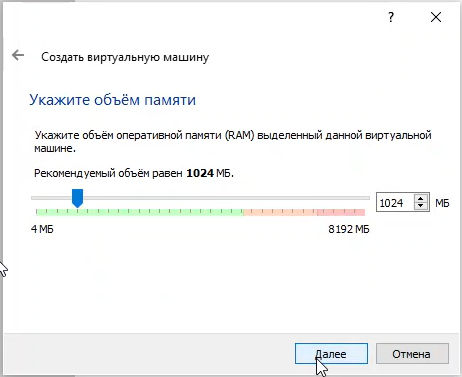 ?
Создать виртуальную машину
Укажите объём памяти
Укажите объём оперативной памяти (RAM) выделенный данной виртуальной
машине.
Рекомендуемый объём равен 1024 МБ.
1024 МБ
4 МБ 8192 МБ
Далее Отмена